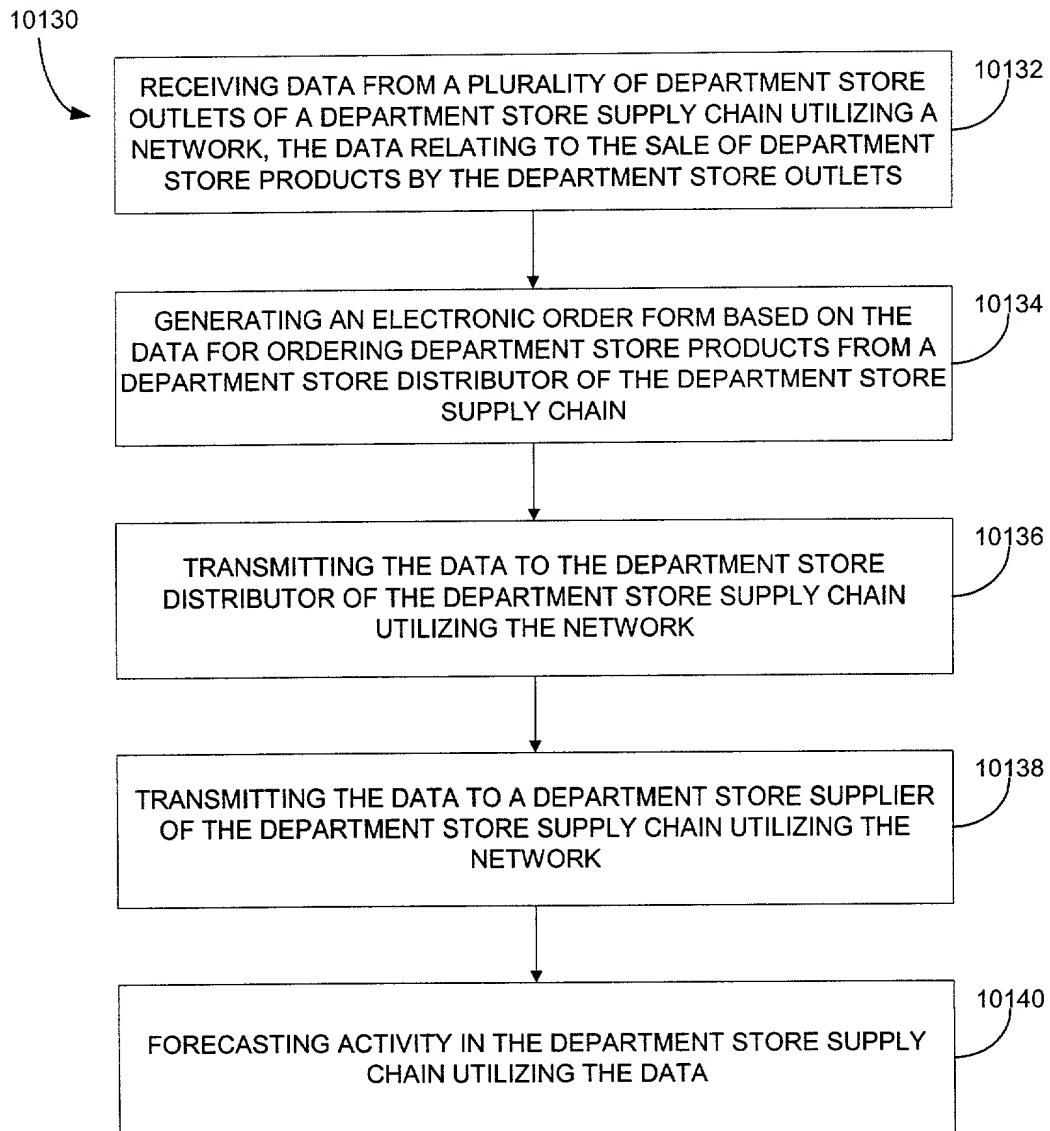 10130
10132
RECEIVING DATA FROM A PLURALITY OF DEPARTMENT STORE
OUTLETS OF A DEPARTMENT STORE SUPPLY CHAIN UTILIZING A
NETWORK, THE DATA RELATING TO THE SALE OF DEPARTMENT
STORE PRODUCTS BY THE DEPARTMENT STORE OUTLETS
10134
GENERATING AN ELECTRONIC ORDER FORM BASED ON THE
DATA FOR ORDERING DEPARTMENT STORE PRODUCTS FROM A
DEPARTMENT STORE DISTRIBUTOR OF THE DEPARTMENT STORE
SUPPLY CHAIN
10136
TRANSMITTING THE DATA TO THE DEPARTMENT STORE
DISTRIBUTOR OF THE DEPARTMENT STORE SUPPLY CHAIN
UTILIZING THE NETWORK
10138
TRANSMITTING THE DATA TO A DEPARTMENT STORE SUPPLIER
OF THE DEPARTMENT STORE SUPPLY CHAIN UTILIZING THE
NETWORK
10140
FORECASTING ACTIVITY IN THE DEPARTMENT STORE SUPPLY
CHAIN UTILIZING THE DATA